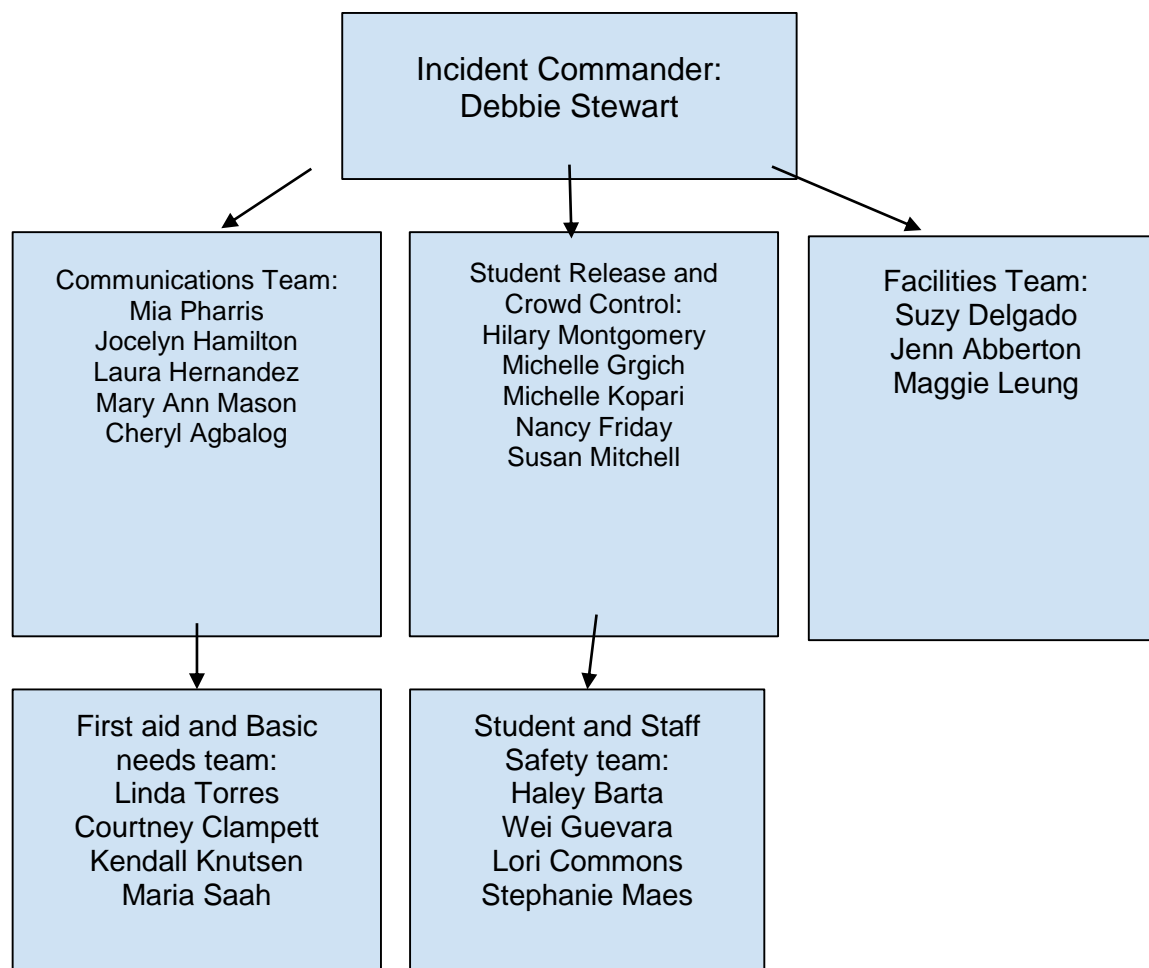 Incident Commander:
Debbie Stewart
Communications Team:
Mia Pharris
Jocelyn Hamilton
Laura Hernandez
Mary Ann Mason
Cheryl Agbalog
Student Release and
Crowd Control:
Hilary Montgomery
Michelle Grgich
Michelle Kopari
Nancy Friday
Susan Mitchell
Facilities Team:
Suzy Delgado
Jenn Abberton
Maggie Leung
First aid and Basic
needs team:
Linda Torres
Courtney Clampett
Kendall Knutsen
Maria Saah
Student and Staff
Safety team:
Haley Barta
Wei Guevara
Lori Commons
Stephanie Maes